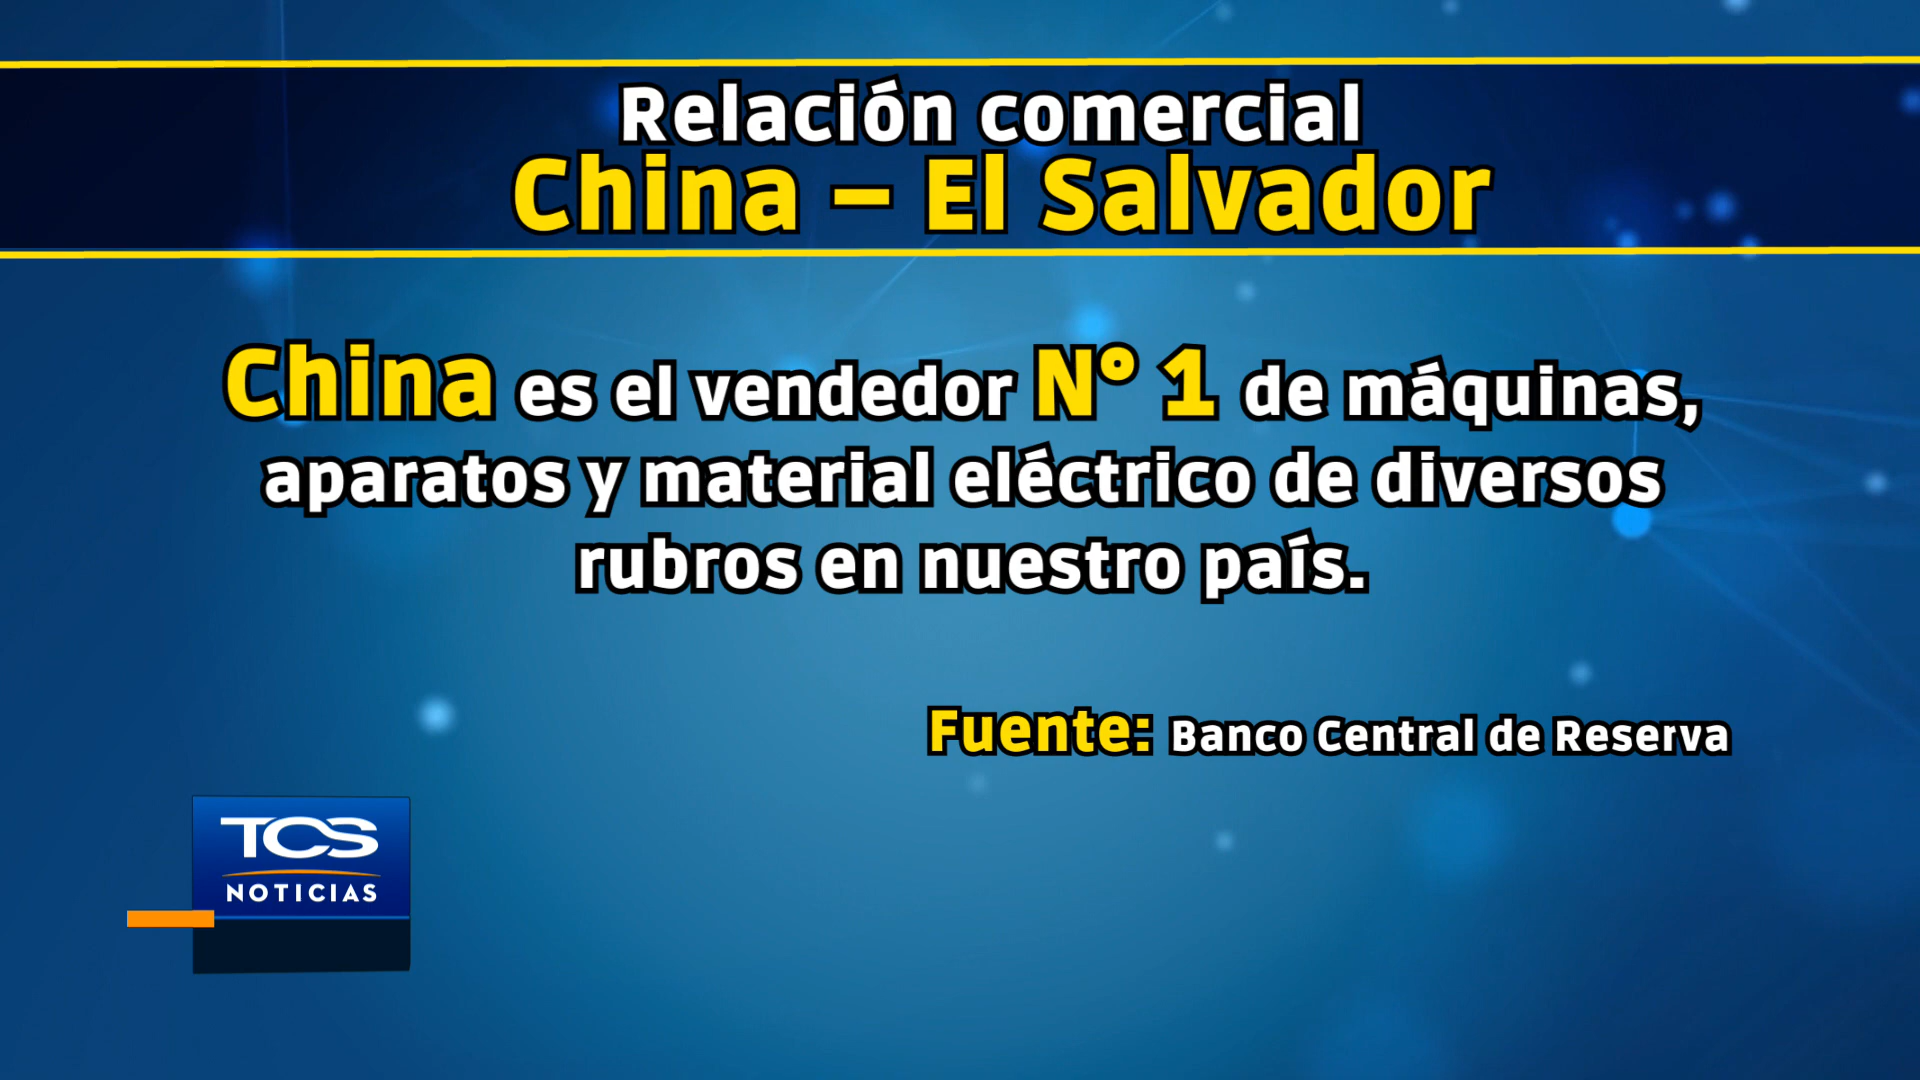 Relación comercial
China – El Salvador
China es el vendedor N° 1 de máquinas,
aparatos y material eléctrico de diversos
rubros en nuestro país.
Fuente: Banco Central de Reserva
TCS
NOTICIAS